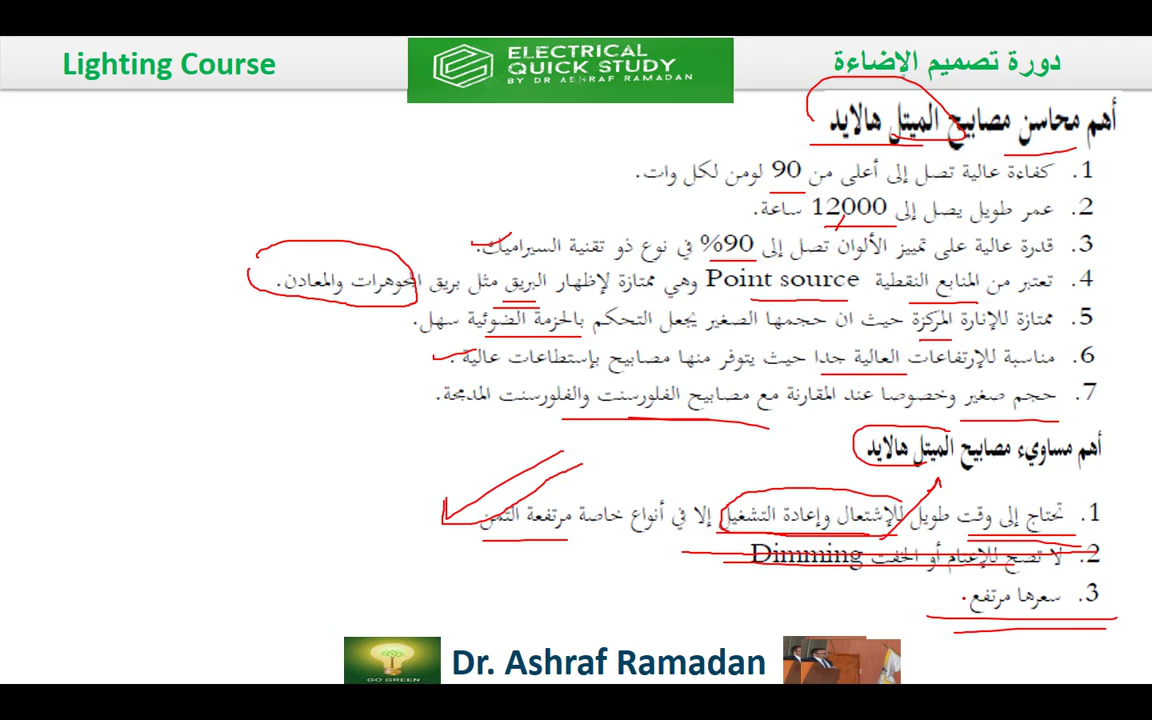 Lighting Course
ELECTRICAL
QUICK STUDY
BY DR ASHRAF RAMADAN
دورة تصميم الإضاءة
أهم محاسن مصابيح الميتل هالايد
1. كفاءة عالية تصل إلى أعلى من 90 لومن لكل وات.
2. عمر طويل يصل إلى 12000 ساعة.
3. قدرة عالية على تمييز الألوان تصل إلى 90% في نوع ذو تقنية السيراميك.
4. تعتبر من المنابع النقطية Point source وهي ممتازة لإظهار البريق مثل بريق الجوهرات والمعادن.
5. ممتازة للإنارة المركزة حيث ان حجمها الصغير يجعل التحكم بالحزمة الضوئية سهل.
6. مناسبة للإرتفاعات العالية جدا حيث يتوفر منها مصابيح بإستطاعات عالية.
7. حجم صغير وخصوصا عند المقارنة مع مصابيح الفلورسنت والفلورسنت المدمجة.
أهم مساويء مصابيح الميتل هالايد
1. تحتاج إلى وقت طويل للإشتعال وإعادة التشغيل إلا في أنواع خاصة مرتفعة الثمن
2. لا تصح للإعتام أو الخفت Dimming
3. سعرها مرتفع.
GO GREEN
Dr. Ashraf Ramadan